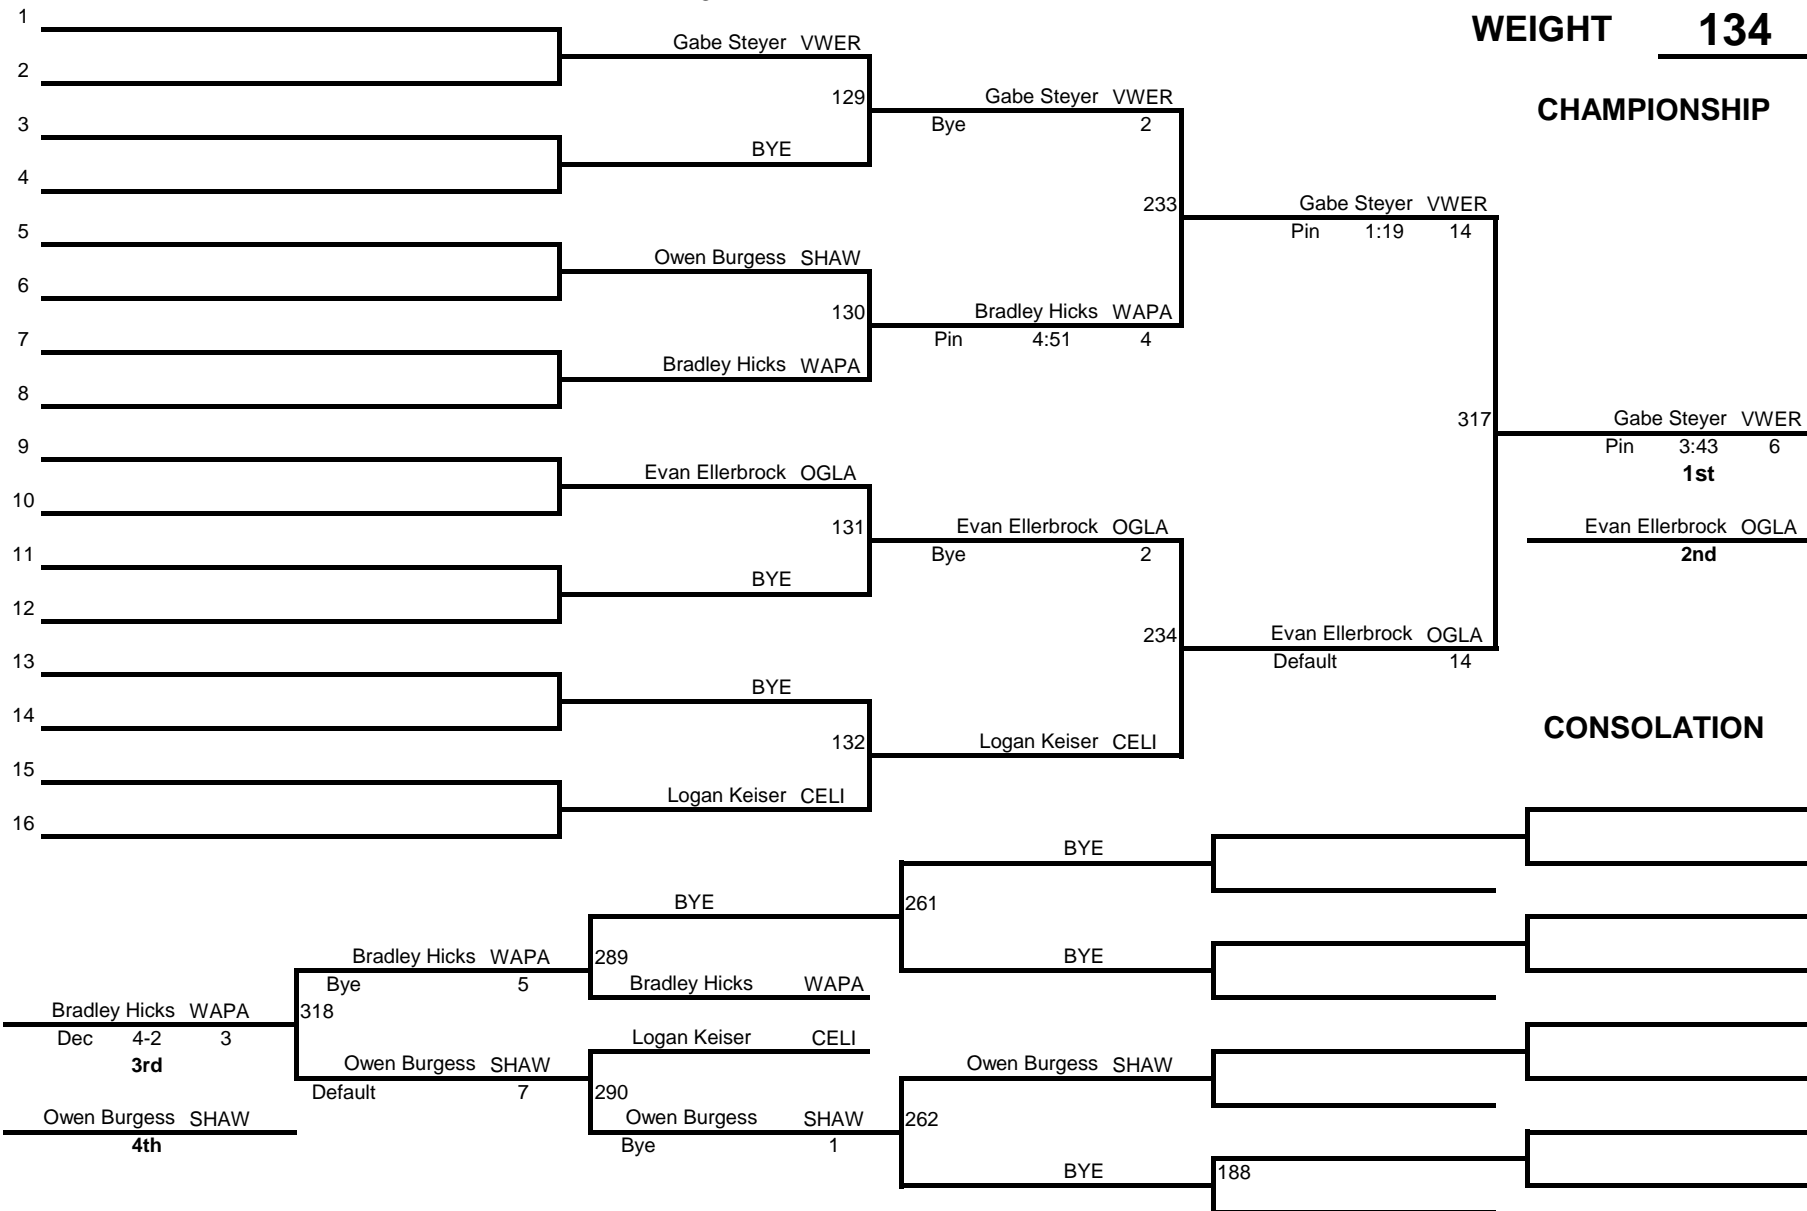 1
WEIGHT 134
Gabe Steyer VWER
2
129 Gabe Steyer VWER
CHAMPIONSHIP
3
Bye 2
BYE
4
233 Gabe Steyer VWER
5
Pin 1:19 14
Owen Burgess SHAW
6
130 Bradley Hicks WAPA
7
Pin 4:51 4
Bradley Hicks WAPA
8
317 Gabe Steyer VWER
9
Pin 3:43 6
Evan Ellerbrock OGLA
1st
10
131 Evan Ellerbrock OGLA
Evan Ellerbrock OGLA
11
Bye 2
2nd
BYE
12
234 Evan Ellerbrock OGLA
13
Default 14
BYE
14
CONSOLATION
132 Logan Keiser CELI
15
Logan Keiser CELI
16
BYE
BYE
261
Bradley Hicks WAPA
289
BYE
Bye 5
Bradley Hicks WAPA
Bradley Hicks WAPA
318
Dec 4-2 3
Logan Keiser CELI
3rd
Owen Burgess SHAW
Owen Burgess SHAW
Default 7
290
Owen Burgess SHAW
Owen Burgess SHAW
262
4th
Bye 1
BYE
188